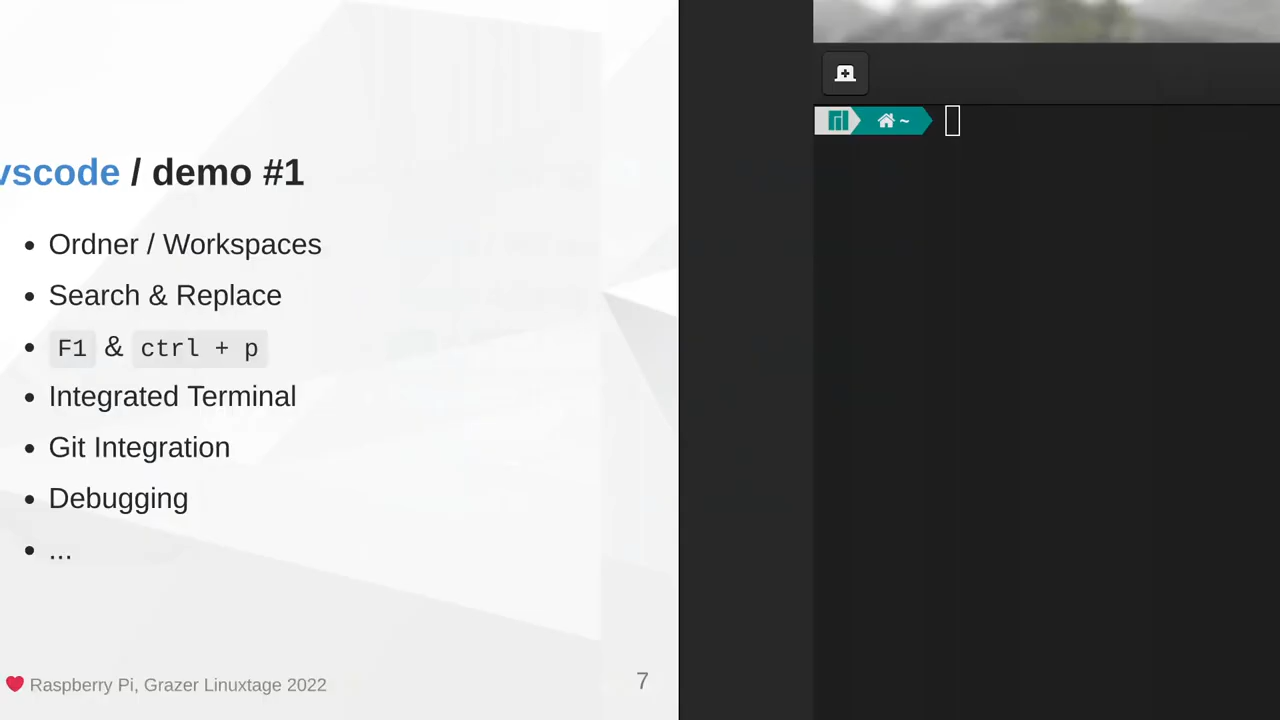 vscode / demo #1
Ordner / Workspaces
Search & Replace
F1 & ctrl + p
Integrated Terminal
Git Integration
Debugging
...
Raspberry Pi, Grazer Linuxtage 2022
7
~